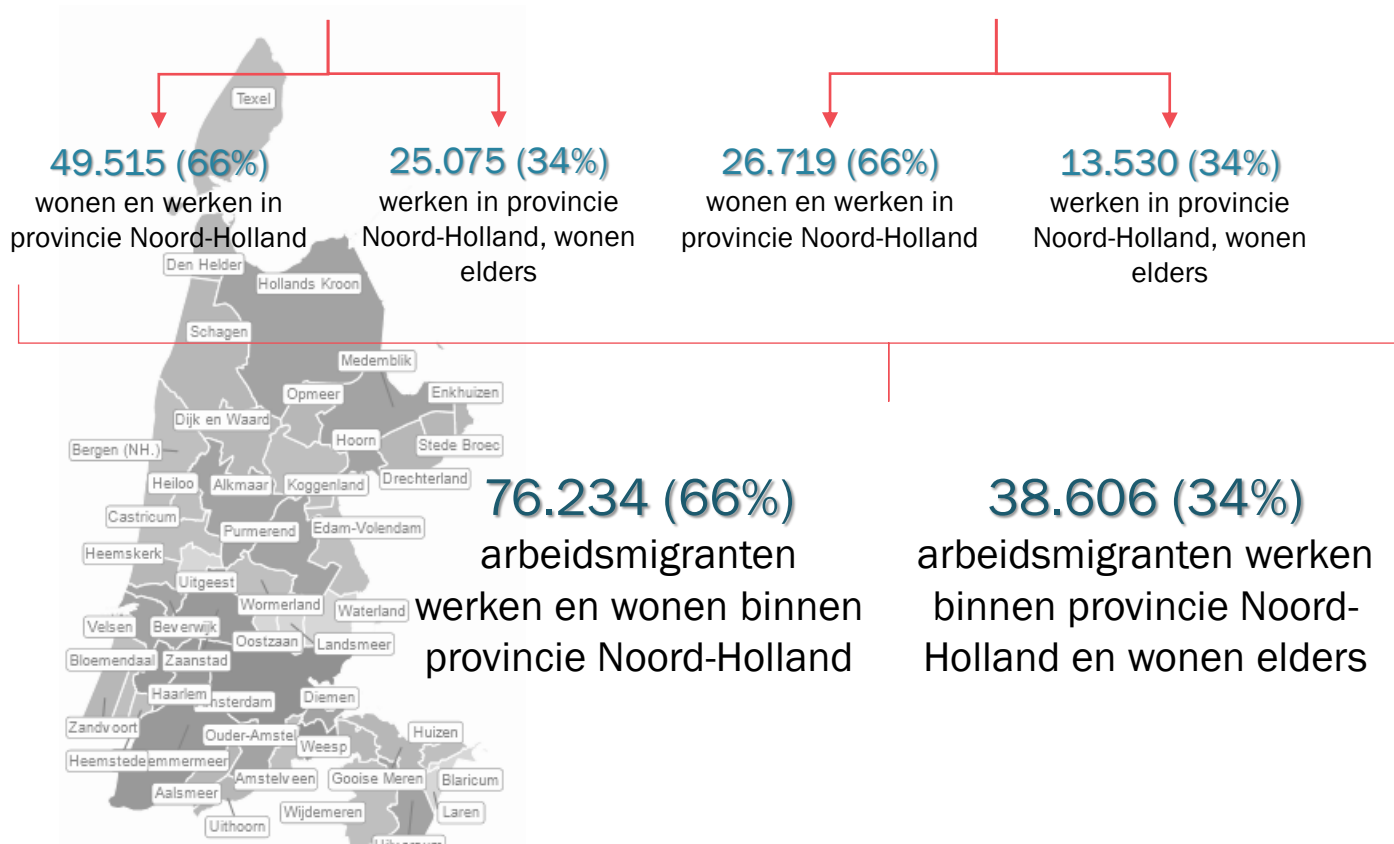 49.515 (66%)
wonen en werken in
provincie Noord-Holland
25.075 (34%)
werken in provincie
Noord-Holland, wonen
elders
26.719 (66%)
wonen en werken in
provincie Noord-Holland
13.530 (34%)
werken in provincie
Noord-Holland, wonen
elders
76.234 (66%)
arbeidsmigranten
werken en wonen binnen
provincie Noord-Holland
38.606 (34%)
arbeidsmigranten werken
binnen provincie Noord-
Holland en wonen elders
Texel
Den Helder
Hollands Kroon
Schagen
Medemblik
Opmeer
Enkhuizen
Dijk en Waard
Hoorn
Stede Broec
Bergen (NH.)
Heiloo
Alkmaar
Koggenland
Drechterland
Castricum
Purmerend
Edam-Volendam
Heemskerk
Uitgeest
Wormerland
Waterland
Velsen
Beverwijk
Oostzaan
Landsmeer
Bloemendaal
Zaanstad
Haarlem
msterdam
Diemen
Zandvoort
Ouder-Amstel
Weesp
Huizen
Heemstede
emmermeer
Amstelveen
Gooise Meren
Blaricum
Aalsmeer
Wijdemeren
Laren
Uithoorn